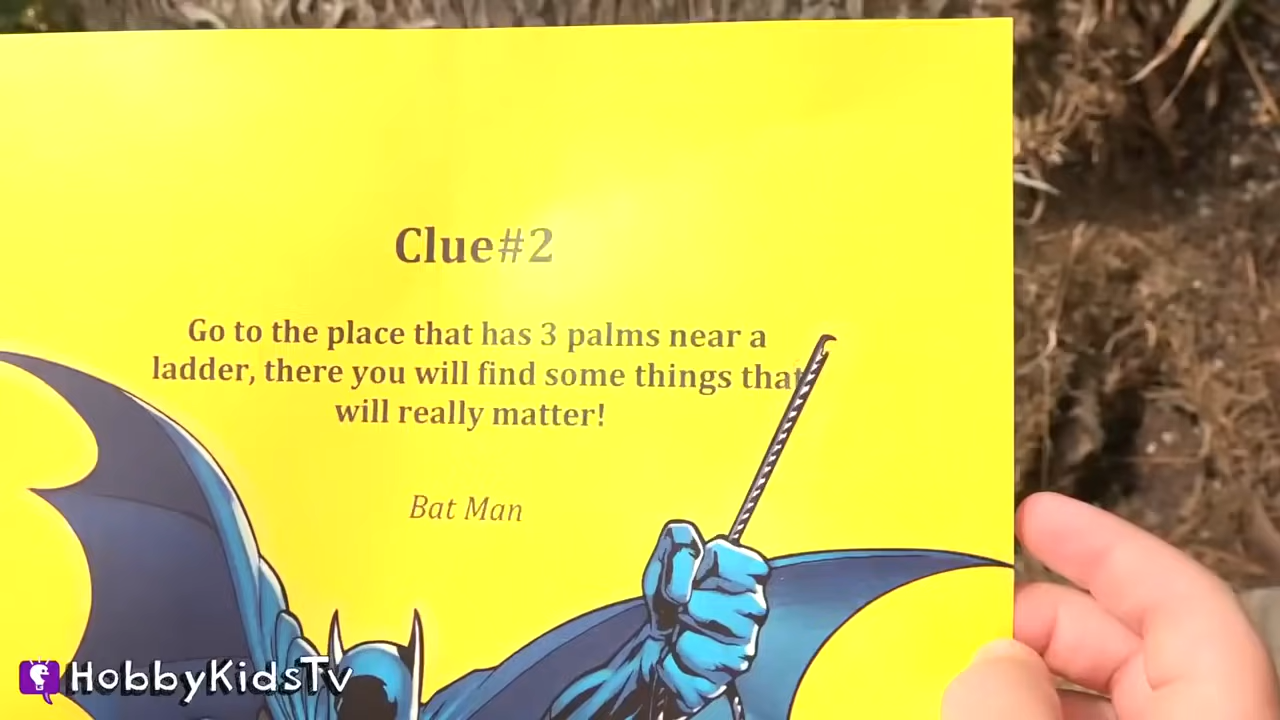 Clue#2
Go to the place that has 3 palms near a
ladder, there you will find some things that
will really matter!
Bat Man
HobbyKidsTv